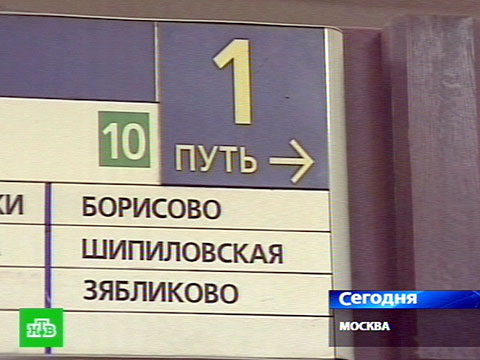 1
10
ПУТЬ →
КИ
БОРИСОВО
ШИПИЛОВСКАЯ
ЗЯБЛИКОВО
Сегодня
МОСКВА
НТВ